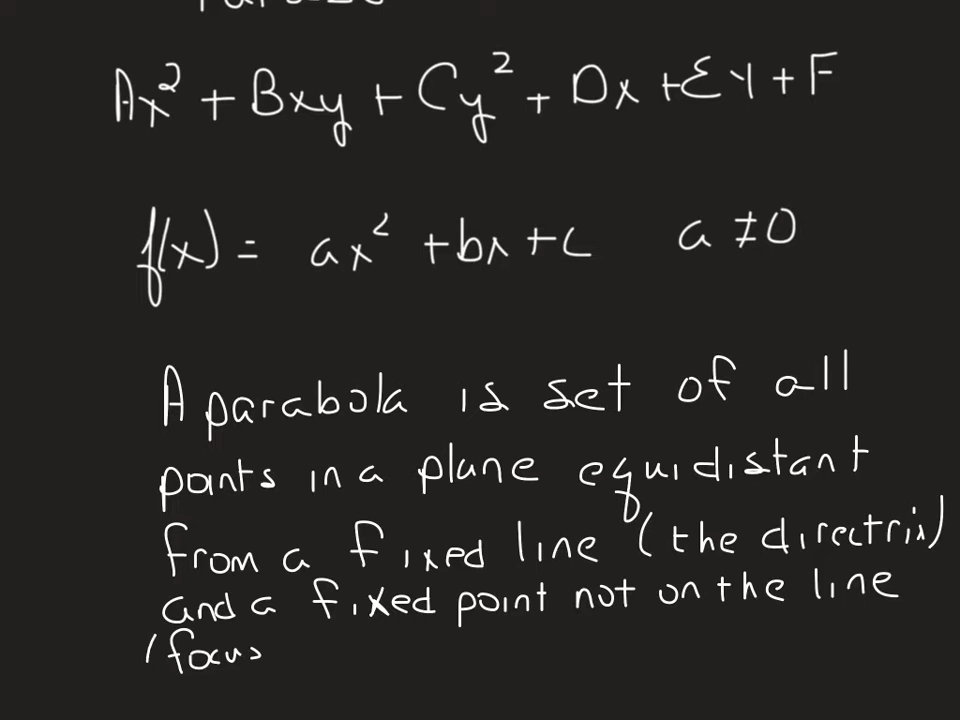 Ax² + Bxy + Cy² + Dx + Ey + F
f(x) = ax² + bx + c a ≠ 0
A parabola is set of all
points in a plane equidistant
from a fixed line (the directrix)
and a fixed point not on the line
(focus